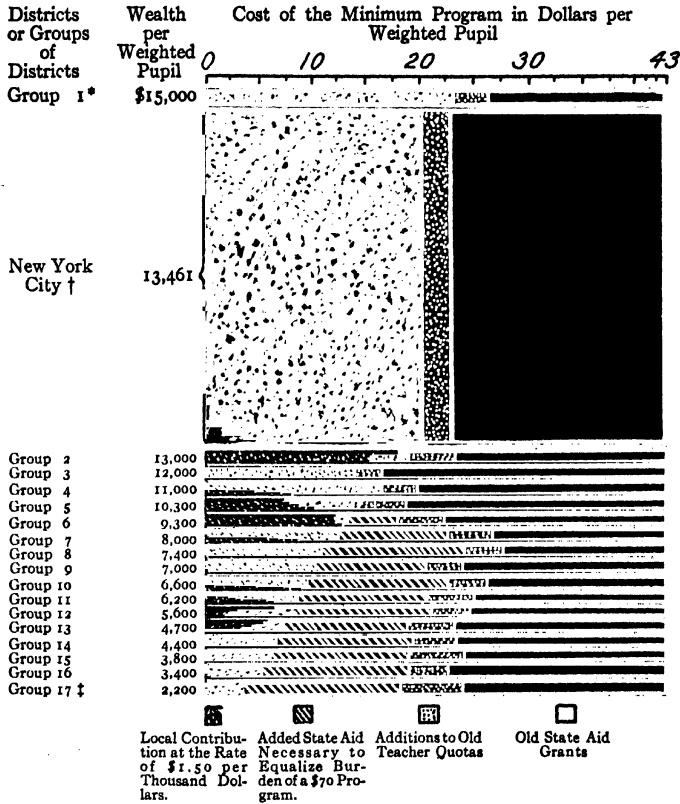 Districts or Groups of Districts
Wealth per Weighted Pupil
Cost of the Minimum Program in Dollars per
Weighted Pupil
0 10 20 30 43
Group 1* $15,000
New York City † 13,461
Group 2 13,000
Group 3 12,000
Group 4 11,000
Group 5 10,300
Group 6 9,300
Group 7 8,000
Group 8 7,400
Group 9 7,000
Group 10 6,600
Group 11 6,200
Group 12 5,600
Group 13 4,700
Group 14 4,400
Group 15 3,800
Group 16 3,400
Group 17 ‡ 2,200
Local Contribu-
tion at the Rate
of $1.50 per
Thousand Dol-
lars.
Added State Aid
Necessary to
Equalize Bur-
den of a $70 Pro-
gram.
Additions to Old
Teacher Quotas
Old State Aid
Grants